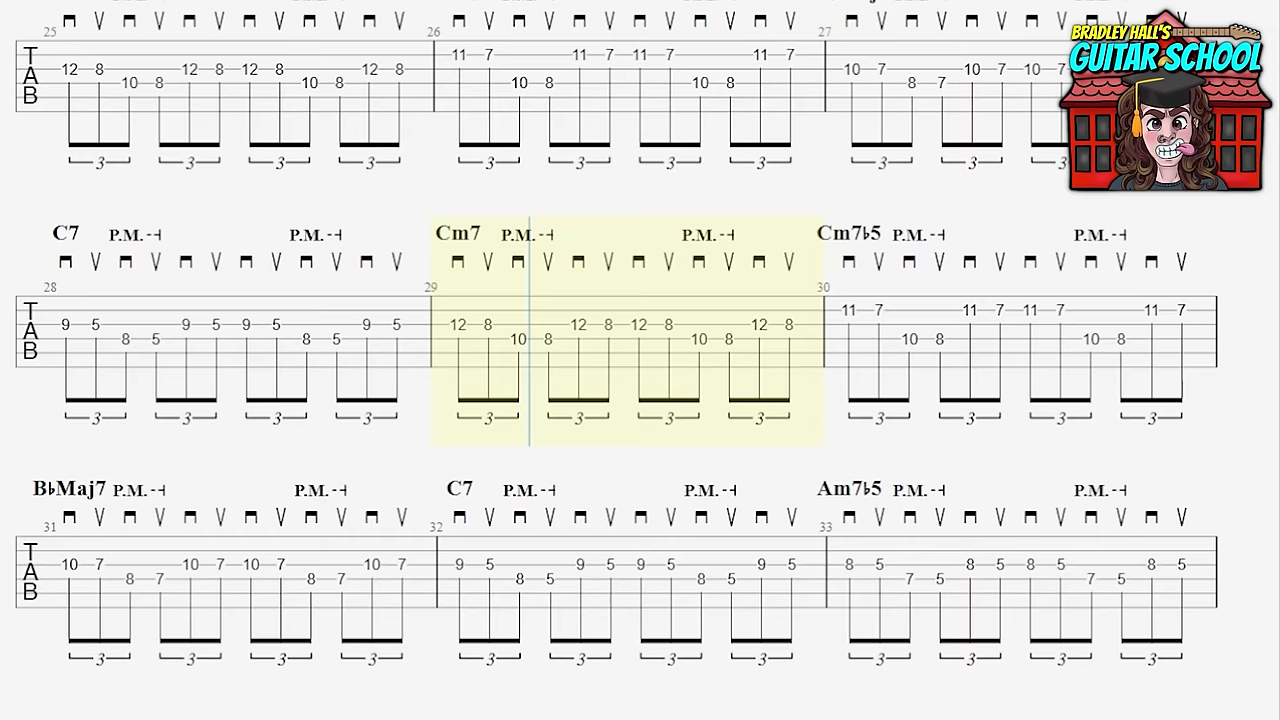 25 26 27
BRADLEY HALL'S
GUITAR SCHOOL
11 7 11 7 11 7 11 7
T 12 8 12 8 12 8 12 8 10 7 10 7 10 7
A 10 8 10 8 10 8 10 8 8 7
B
3 3 3 3 3 3 3 3 3 3 3
C7 P.M. P.M. Cm7 P.M. P.M. Cm7♭5 P.M. P.M.
28 29 30
11 7 11 7 11 7 11 7
T 9 5 9 5 9 5 9 5 12 8 12 8 12 8 12 8
A 8 5 8 5 10 8 10 8 10 8 10 8
B
3 3 3 3 3 3 3 3 3 3 3 3
B♭Maj7 P.M. P.M. C7 P.M. P.M. Am7♭5 P.M. P.M.
31 32 33
T 10 7 10 7 10 7 10 7 9 5 9 5 9 5 9 5 8 5 8 5 8 5 8 5
A 8 7 8 7 8 5 8 5 7 5 7 5
B
3 3 3 3 3 3 3 3 3 3 3 3